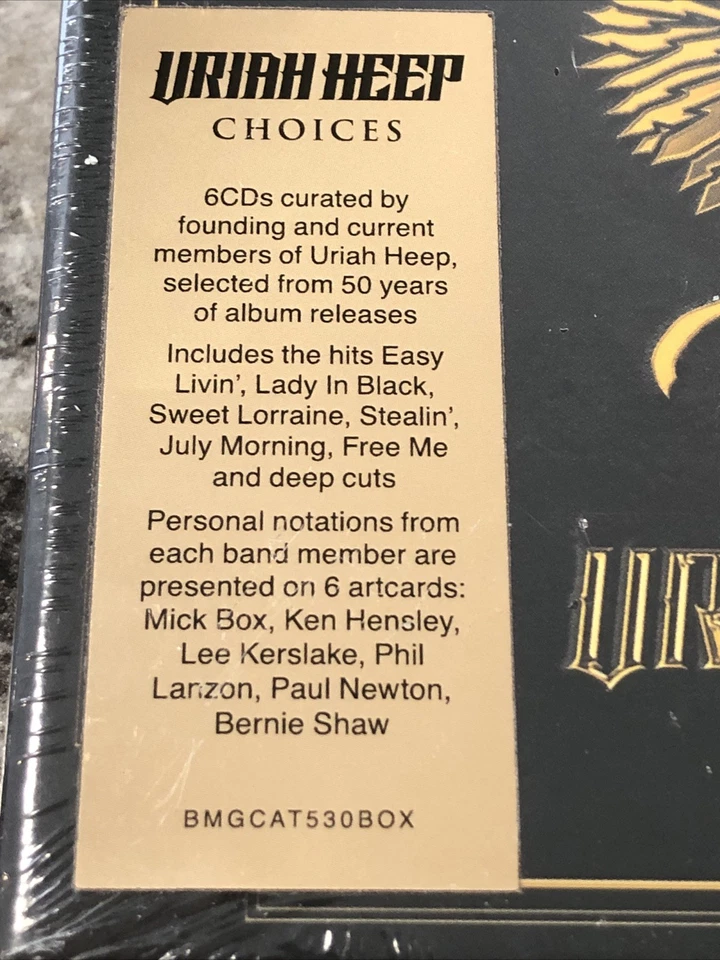 URIAH HEEP
CHOICES
6CDs curated by
founding and current
members of Uriah Heep,
selected from 50 years
of album releases
Includes the hits Easy
Livin’, Lady In Black,
Sweet Lorraine, Stealin’,
July Morning, Free Me
and deep cuts
Personal notations from
each band member are
presented on 6 artcards:
Mick Box, Ken Hensley,
Lee Kerslake, Phil
Lanzon, Paul Newton,
Bernie Shaw
BMGCAT530BOX
UR